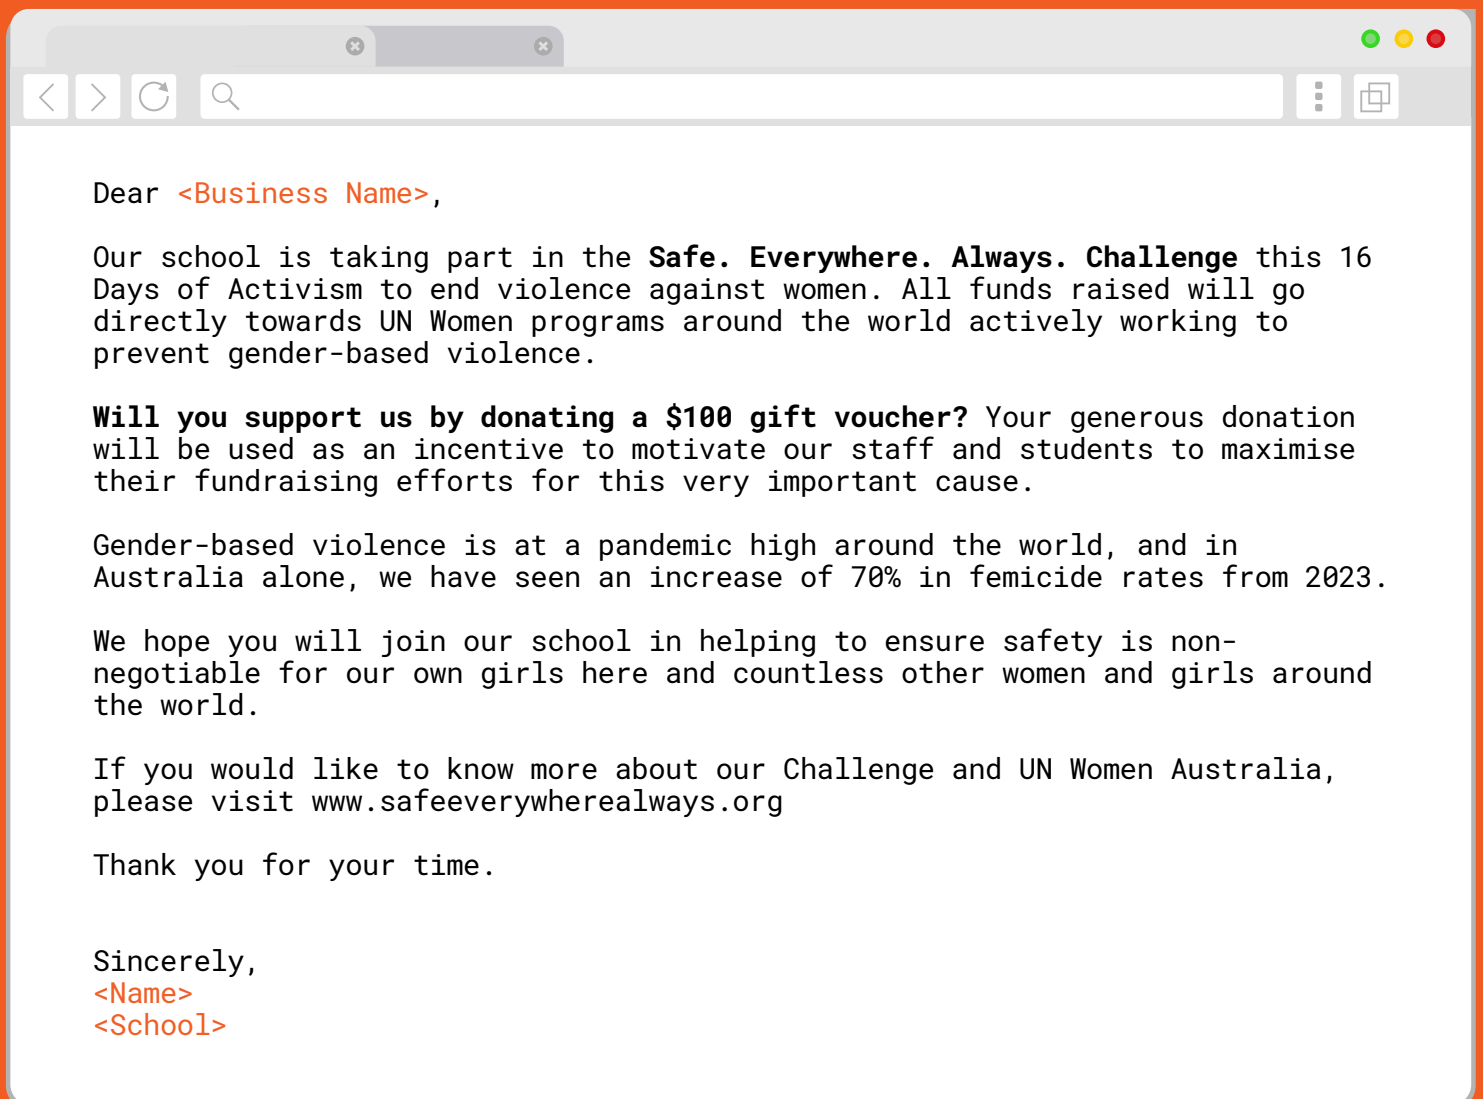 Dear <Business Name>,
Our school is taking part in the Safe. Everywhere. Always. Challenge this 16
Days of Activism to end violence against women. All funds raised will go
directly towards UN Women programs around the world actively working to
prevent gender-based violence.
Will you support us by donating a $100 gift voucher? Your generous donation
will be used as an incentive to motivate our staff and students to maximise
their fundraising efforts for this very important cause.
Gender-based violence is at a pandemic high around the world, and in
Australia alone, we have seen an increase of 70% in femicide rates from 2023.
We hope you will join our school in helping to ensure safety is non-
negotiable for our own girls here and countless other women and girls around
the world.
If you would like to know more about our Challenge and UN Women Australia,
please visit www.safeeverywherealways.org
Thank you for your time.
Sincerely,
<Name>
<School>